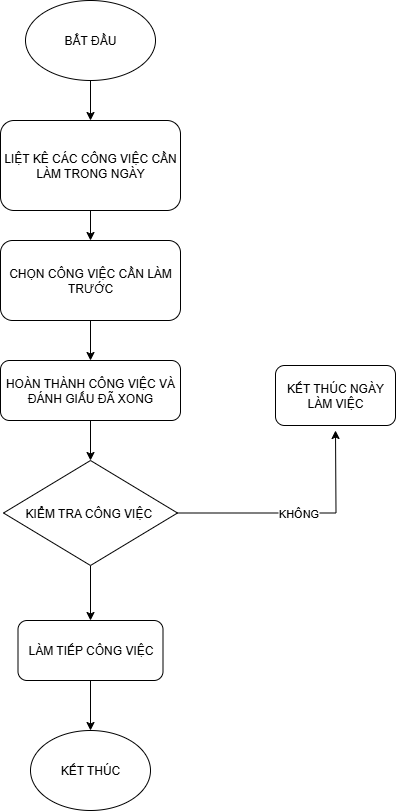 BẮT ĐẦU
LIỆT KÊ CÁC CÔNG VIỆC CẦN
LÀM TRONG NGÀY
CHỌN CÔNG VIỆC CẦN LÀM
TRƯỚC
HOÀN THÀNH CÔNG VIỆC VÀ
ĐÁNH GIẤU ĐÃ XONG
KẾT THÚC NGÀY
LÀM VIỆC
KIỂM TRA CÔNG VIỆC
KHÔNG
LÀM TIẾP CÔNG VIỆC
KẾT THÚC